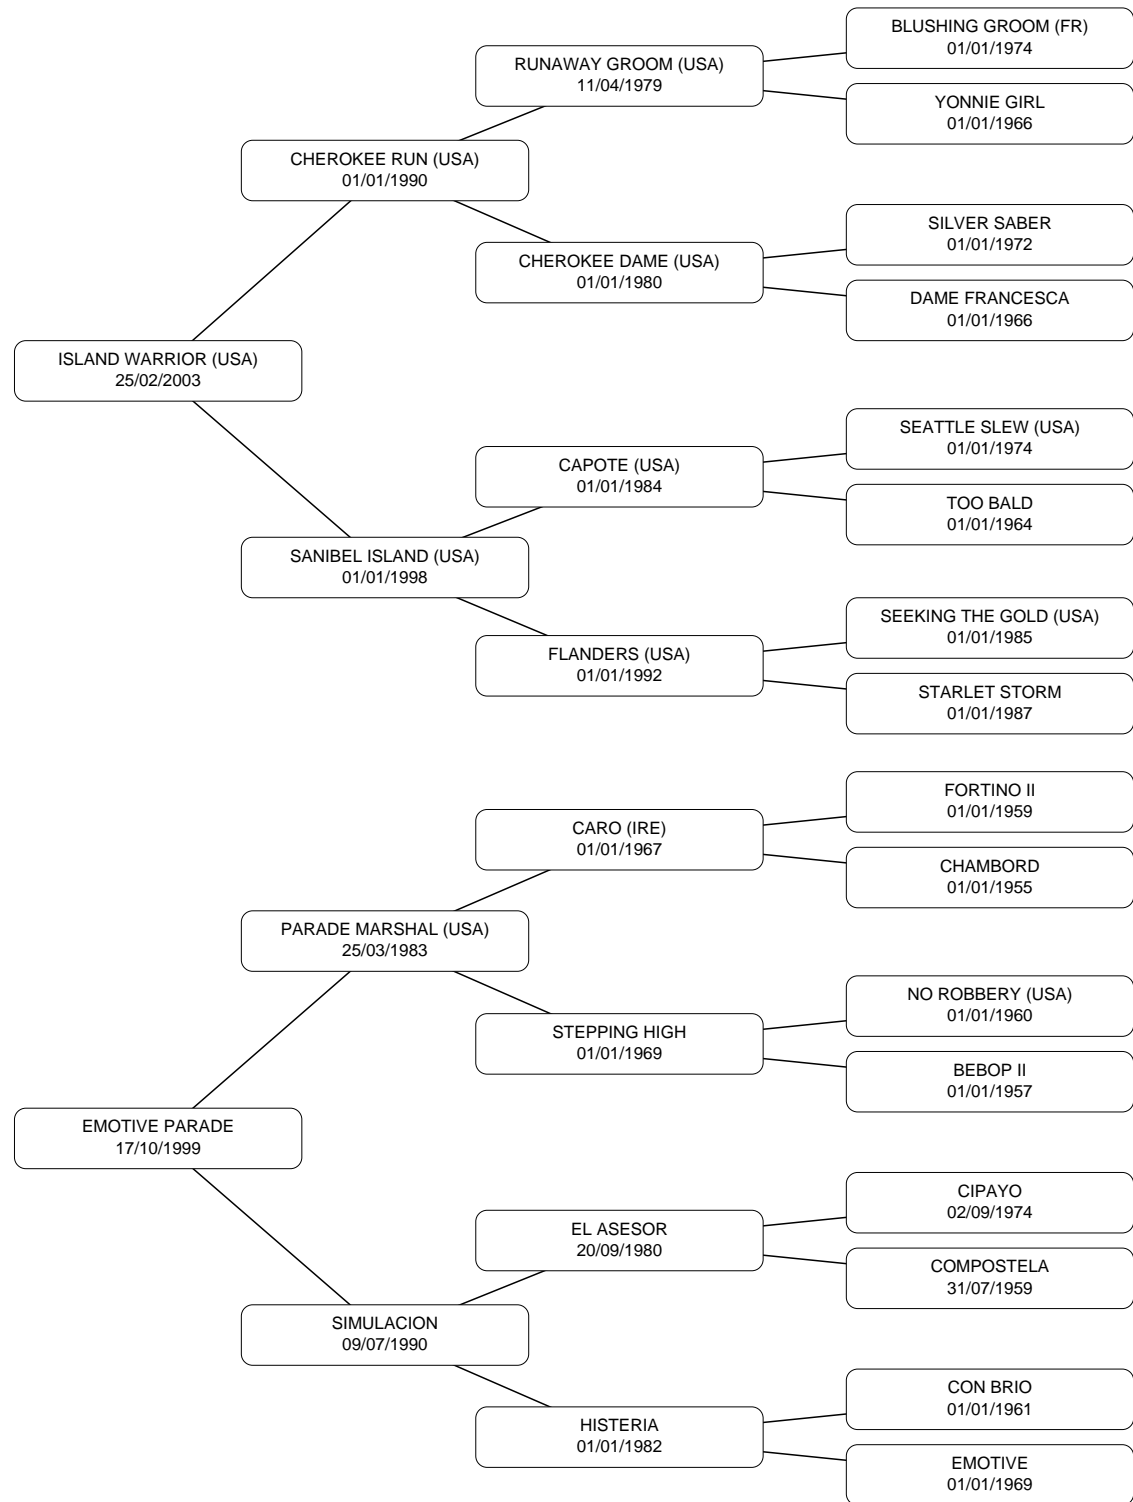 BLUSHING GROOM (FR)
01/01/1974
RUNAWAY GROOM (USA)
11/04/1979
YONNIE GIRL
01/01/1966
CHEROKEE RUN (USA)
01/01/1990
SILVER SABER
01/01/1972
CHEROKEE DAME (USA)
01/01/1980
DAME FRANCESCA
01/01/1966
ISLAND WARRIOR (USA)
25/02/2003
SEATTLE SLEW (USA)
01/01/1974
CAPOTE (USA)
01/01/1984
TOO BALD
01/01/1964
SANIBEL ISLAND (USA)
01/01/1998
SEEKING THE GOLD (USA)
01/01/1985
FLANDERS (USA)
01/01/1992
STARLET STORM
01/01/1987
FORTINO II
01/01/1959
CARO (IRE)
01/01/1967
CHAMBORD
01/01/1955
PARADE MARSHAL (USA)
25/03/1983
NO ROBBERY (USA)
01/01/1960
STEPPING HIGH
01/01/1969
BEBOP II
01/01/1957
EMOTIVE PARADE
17/10/1999
CIPAYO
02/09/1974
EL ASESOR
20/09/1980
COMPOSTELA
31/07/1959
SIMULACION
09/07/1990
CON BRIO
01/01/1961
HISTERIA
01/01/1982
EMOTIVE
01/01/1969